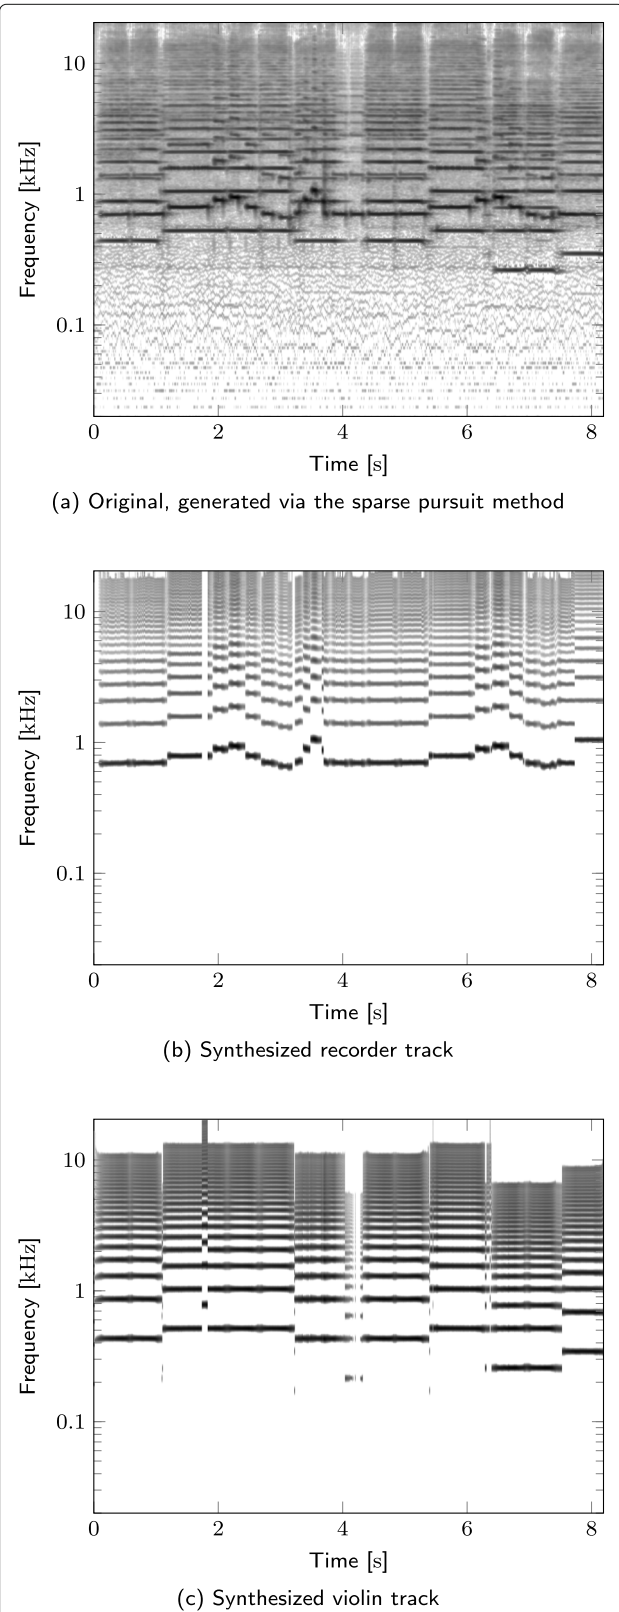 10
1
0.1
Frequency [kHz]
0 2 4 6 8
Time [s]
(a) Original, generated via the sparse pursuit method
10
1
0.1
Frequency [kHz]
0 2 4 6 8
Time [s]
(b) Synthesized recorder track
10
1
0.1
Frequency [kHz]
0 2 4 6 8
Time [s]
(c) Synthesized violin track